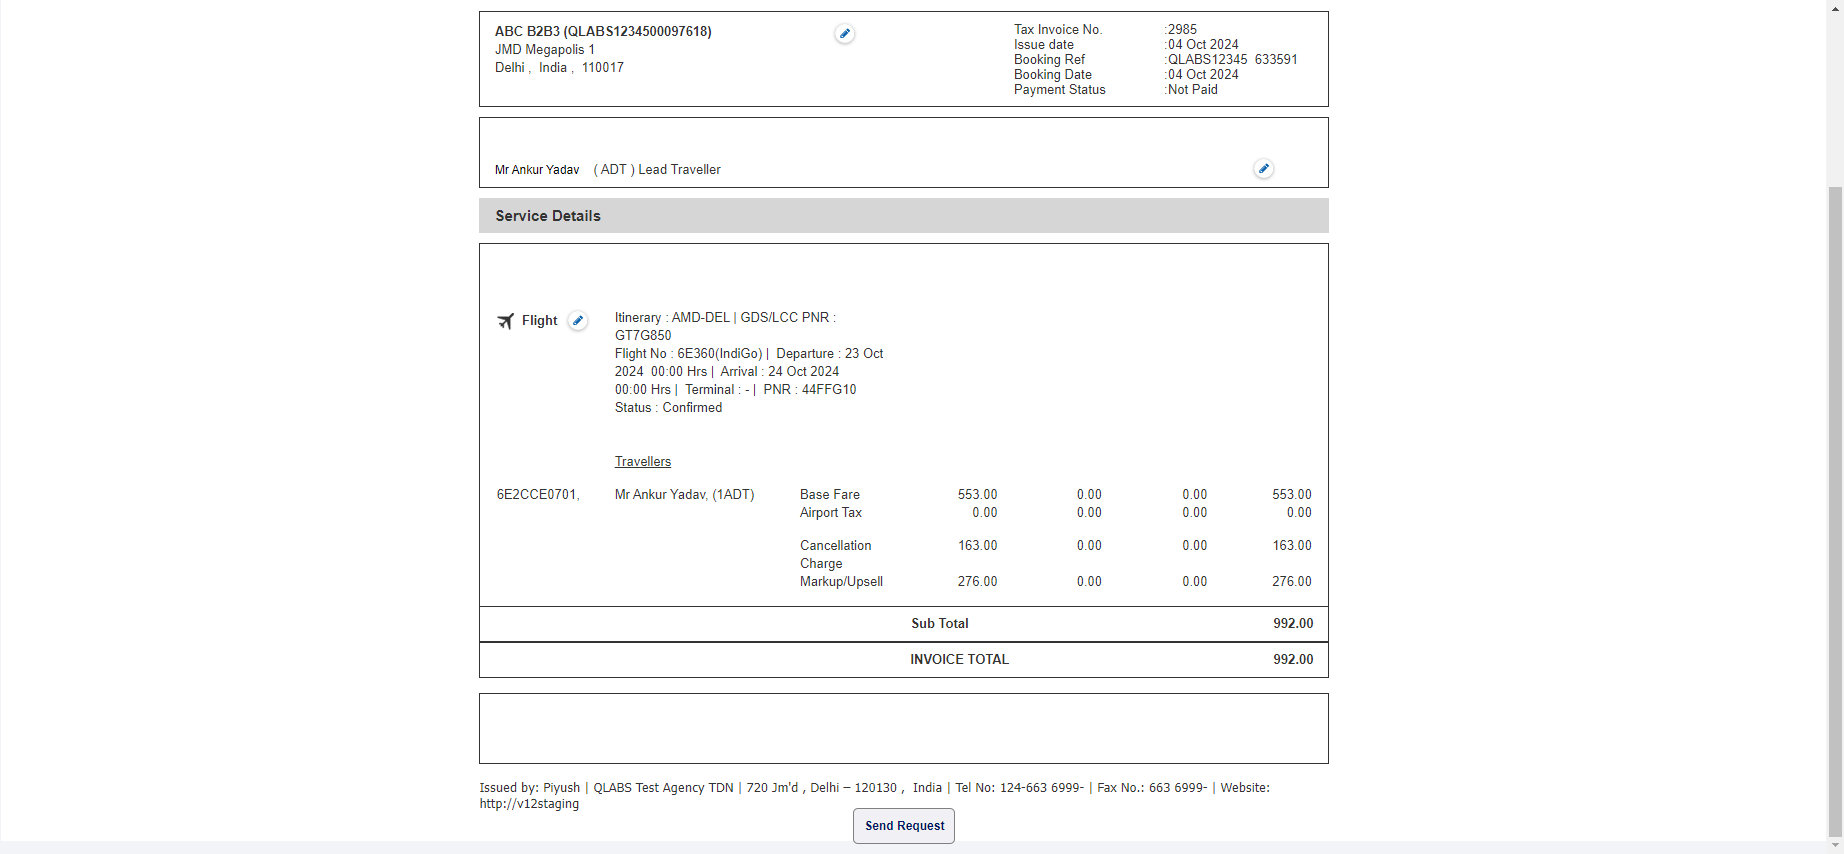 ABC B2B3 (QLABS1234500097618)
JMD Megapolis 1
Delhi , India , 110017
Tax Invoice No. :2985
Issue date :04 Oct 2024
Booking Ref :QLABS12345 633591
Booking Date :04 Oct 2024
Payment Status :Not Paid
Mr Ankur Yadav ( ADT ) Lead Traveller
Service Details
Flight
Itinerary : AMD-DEL | GDS/LCC PNR :
GT7G850
Flight No : 6E360(IndiGo) | Departure : 23 Oct
2024 00:00 Hrs | Arrival : 24 Oct 2024
00:00 Hrs | Terminal : - | PNR : 44FFG10
Status : Confirmed
Travellers
6E2CCE0701, Mr Ankur Yadav, (1ADT) Base Fare 553.00 0.00 0.00 553.00
Airport Tax 0.00 0.00 0.00 0.00
Cancellation 163.00 0.00 0.00 163.00
Charge
Markup/Upsell 276.00 0.00 0.00 276.00
Sub Total 992.00
INVOICE TOTAL 992.00
Issued by: Piyush | QLABS Test Agency TDN | 720 Jm'd , Delhi – 120130 , India | Tel No: 124-663 6999- | Fax No.: 663 6999- | Website:
http://v12staging
Send Request